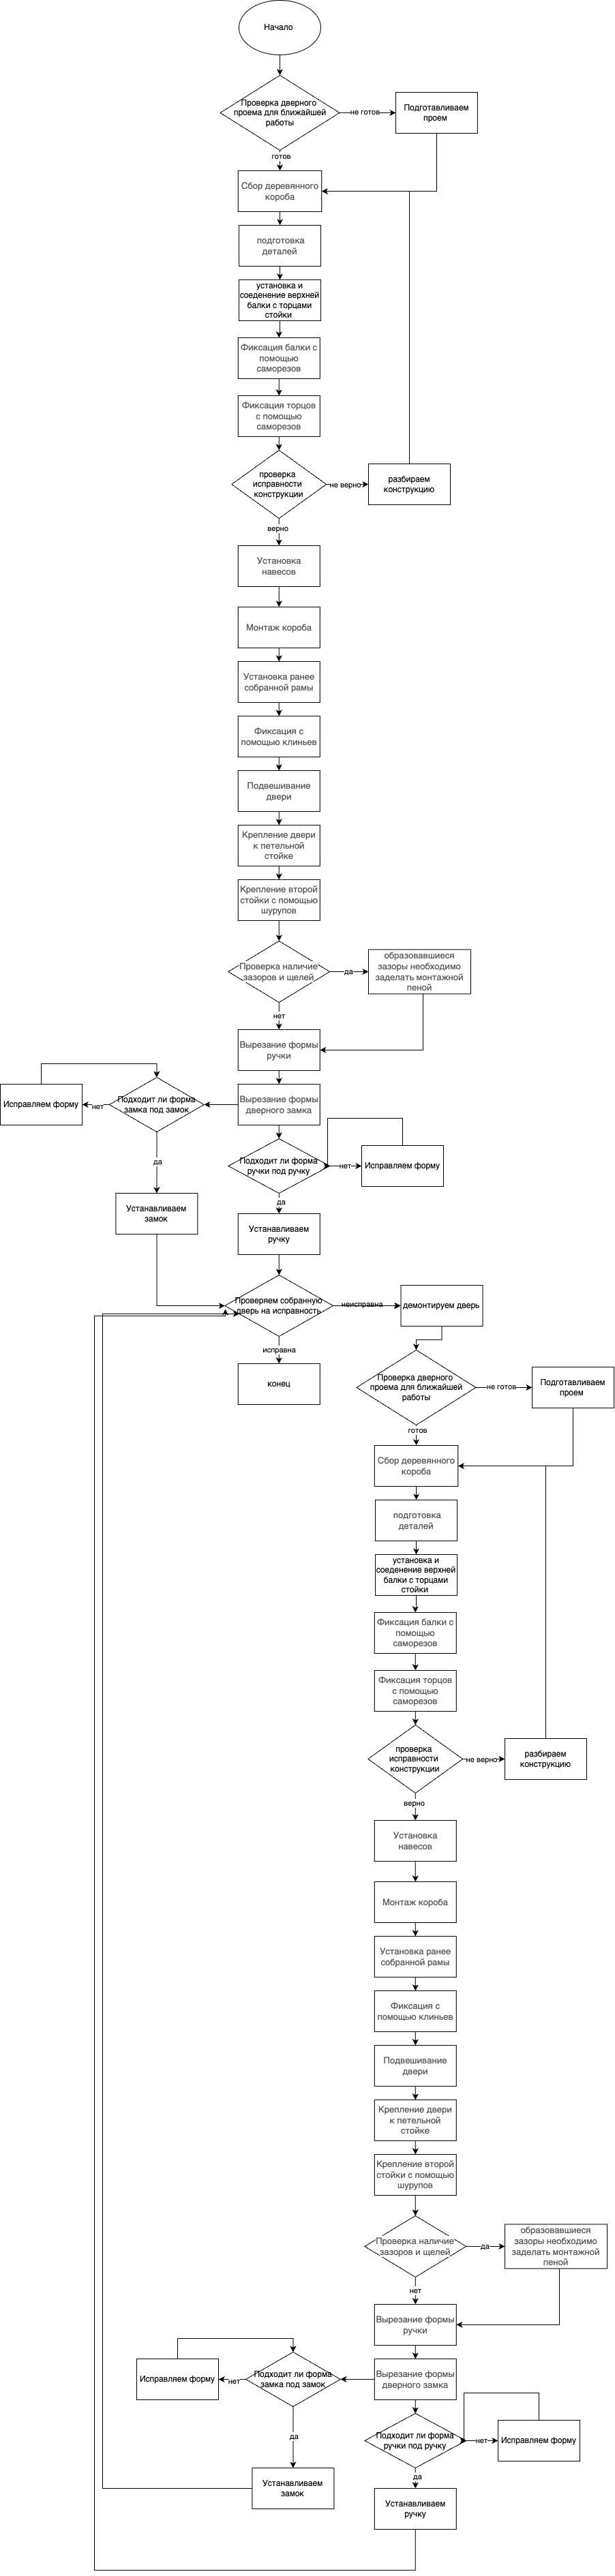 Начало
Проверка дверного
проема для ближайшей
работы
не готов
Подготавливаем
проем
готов
Сбор деревянного
короба
подготовка
деталей
установка и
соеденение верхней
балки с торцами
стойки
Фиксация балки с
помощью
саморезов
Фиксация торцов
с помощью
саморезов
проверка
исправности
конструкции
не верно
разбираем
конструкцию
верно
Установка
навесов
Монтаж короба
Установка ранее
собранной рамы
Фиксация с
помощью клиньев
Подвешивание
двери
Крепление двери
к петельной
стойке
Крепление второй
стойки с помощью
шурупов
Проверка наличие
зазоров и щелей
да
образовавшиеся
зазоры необходимо
заделать монтажной
пеной
нет
Вырезание формы
ручки
Вырезание формы
дверного замка
Подходит ли форма
замка под замок
нет
Исправляем форму
да
Устанавливаем
замок
Подходит ли форма
ручки под ручку
нет
Исправляем форму
да
Устанавливаем
ручку
Проверяем собранную
дверь на исправность
неисправна
демонтируем дверь
исправна
конец
Проверка дверного
проема для ближайшей
работы
не готов
Подготавливаем
проем
готов
Сбор деревянного
короба
подготовка
деталей
установка и
соеденение верхней
балки с торцами
стойки
Фиксация балки с
помощью
саморезов
Фиксация торцов
с помощью
саморезов
проверка
исправности
конструкции
не верно
разбираем
конструкцию
верно
Установка
навесов
Монтаж короба
Установка ранее
собранной рамы
Фиксация с
помощью клиньев
Подвешивание
двери
Крепление двери
к петельной
стойке
Крепление второй
стойки с помощью
шурупов
Проверка наличие
зазоров и щелей
да
образовавшиеся
зазоры необходимо
заделать монтажной
пеной
нет
Вырезание формы
ручки
Вырезание формы
дверного замка
Подходит ли форма
замка под замок
нет
Исправляем форму
да
Устанавливаем
замок
Подходит ли форма
ручки под ручку
нет
Исправляем форму
да
Устанавливаем
ручку